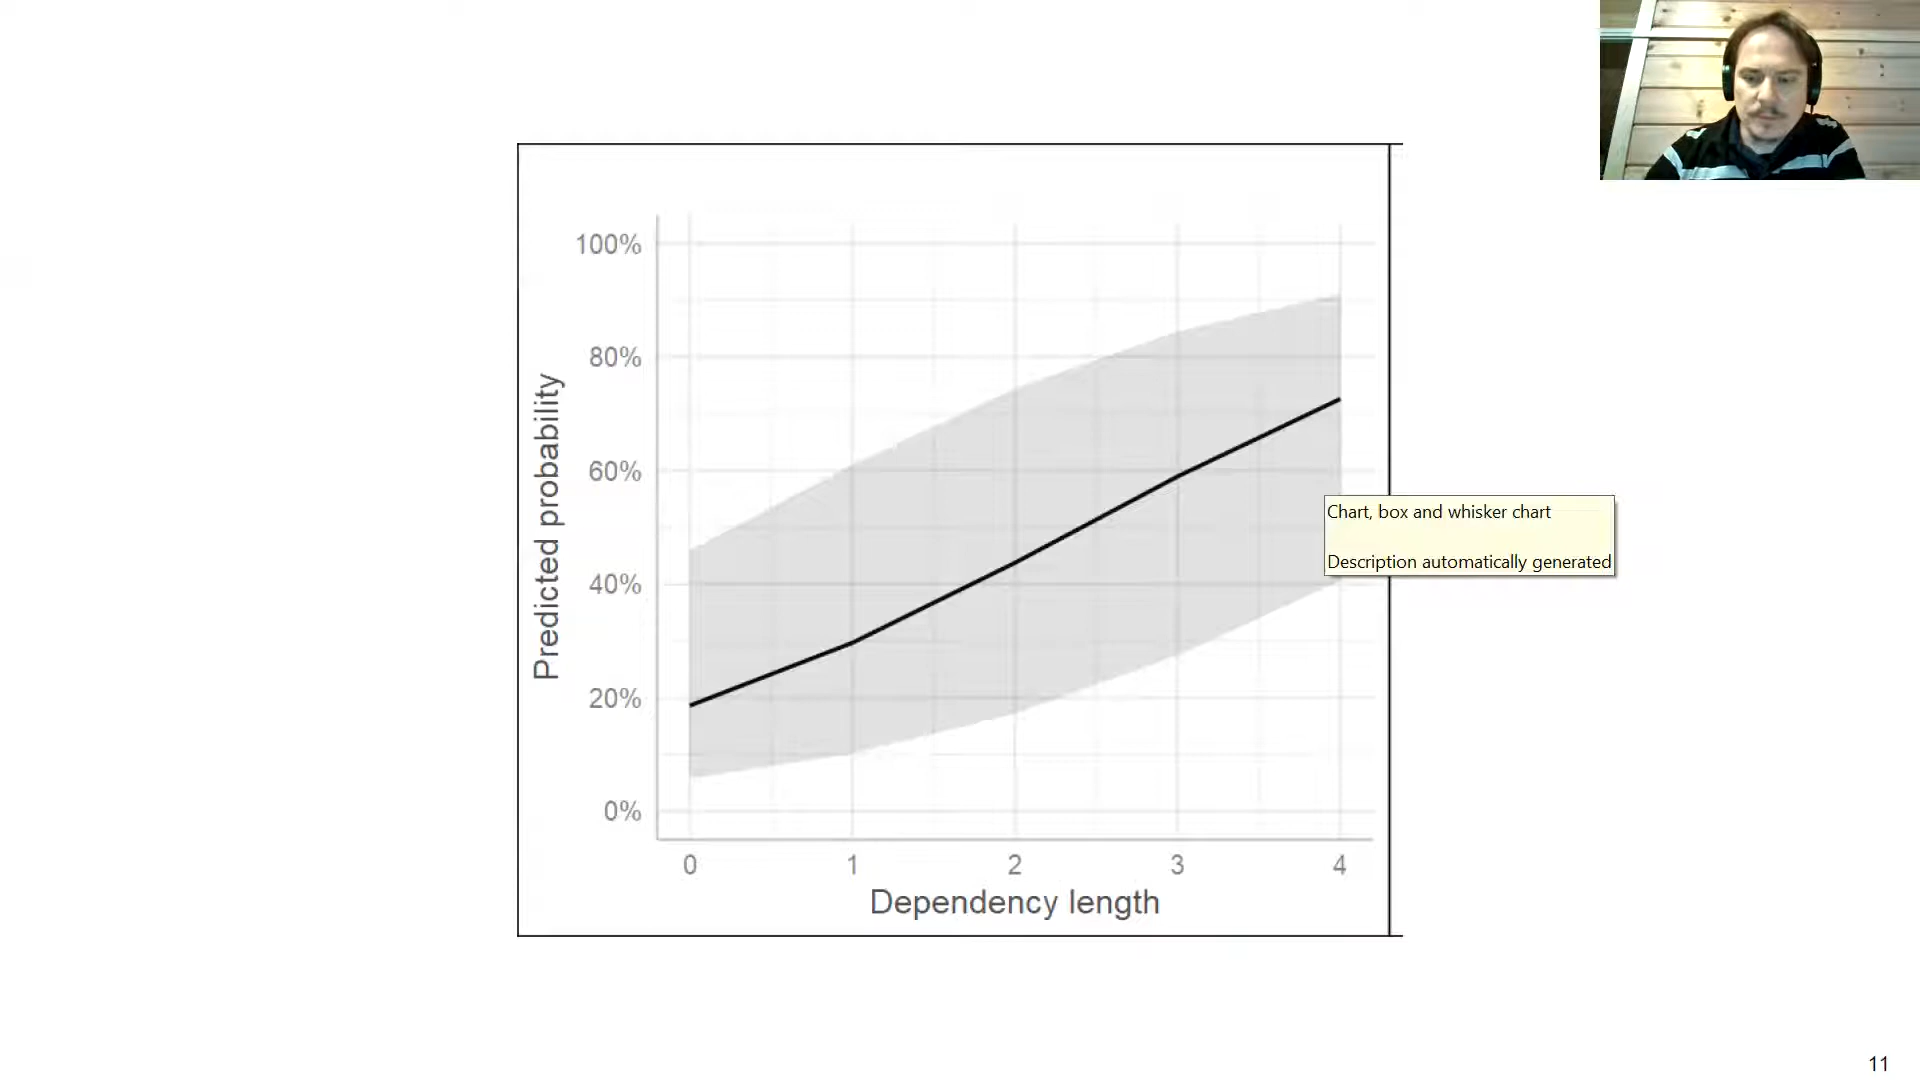 100%
80%
60%
40%
20%
0%
Predicted probability
0 1 2 3 4
Dependency length
Chart, box and whisker chart
Description automatically generated
11